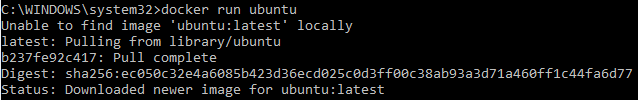 C:\WINDOWS\system32>docker run ubuntu
Unable to find image 'ubuntu:latest' locally
latest: Pulling from library/ubuntu
b237fe92c417: Pull complete
Digest: sha256:ec050c32e4a6085b423d36ecd025c0d3ff00c38ab93a3d71a460ff1c44fa6d77
Status: Downloaded newer image for ubuntu:latest